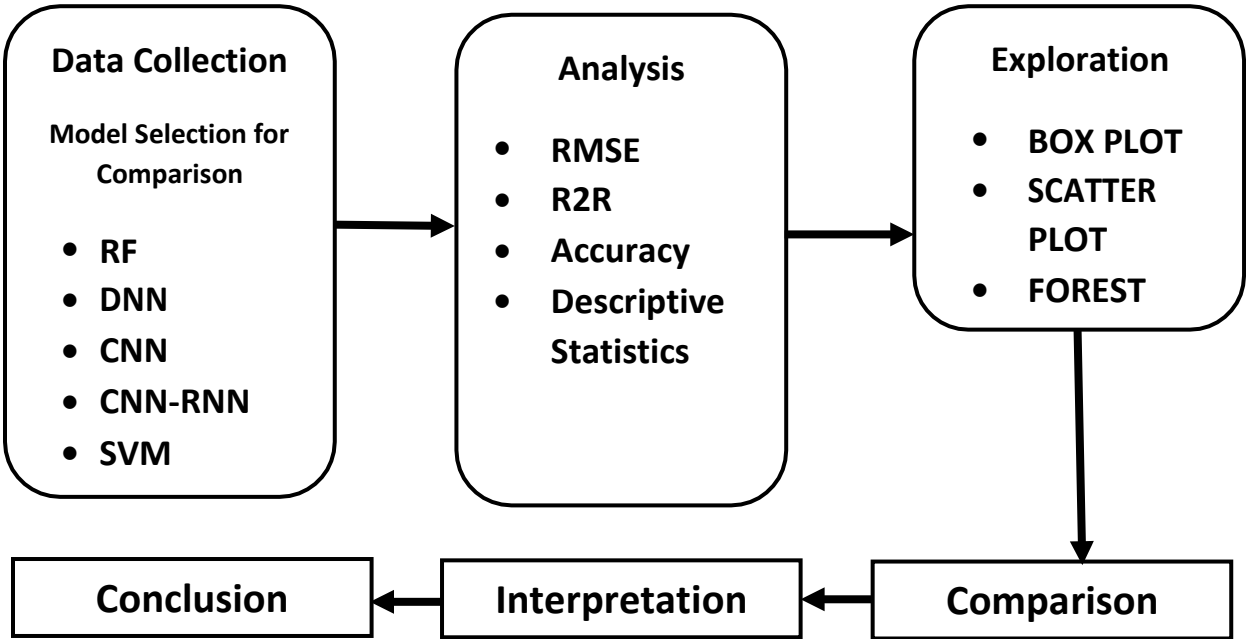 Data Collection
Model Selection for
Comparison
• RF
• DNN
• CNN
• CNN-RNN
• SVM
Analysis
• RMSE
• R2R
• Accuracy
• Descriptive
Statistics
Exploration
• BOX PLOT
• SCATTER
PLOT
• FOREST
Comparison
Interpretation
Conclusion